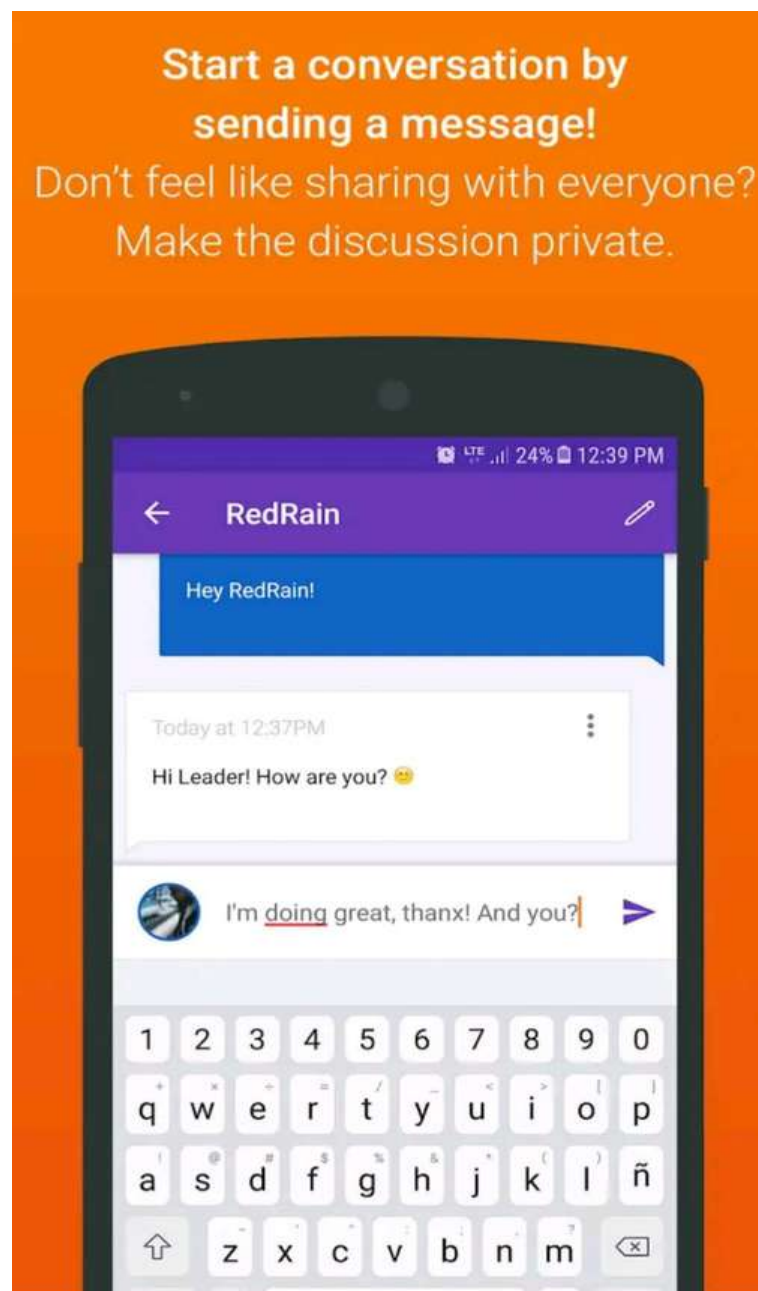 Start a conversation by
sending a message!
Don't feel like sharing with everyone?
Make the discussion private.
LTE 24% 12:39 PM
RedRain
Hey RedRain!
Today at 12:37PM
Hi Leader! How are you? 😊
I'm doing great, thanx! And you?
1 2 3 4 5 6 7 8 9 0
q w e r t y u i o p
a s d f g h j k l ñ
z x c v b n m